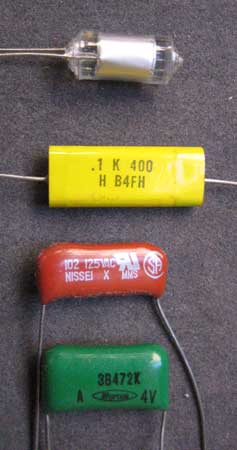 .1 K 400
H B4FH
102 125VAC
NISSEI X MMS
3B472K
A 4V